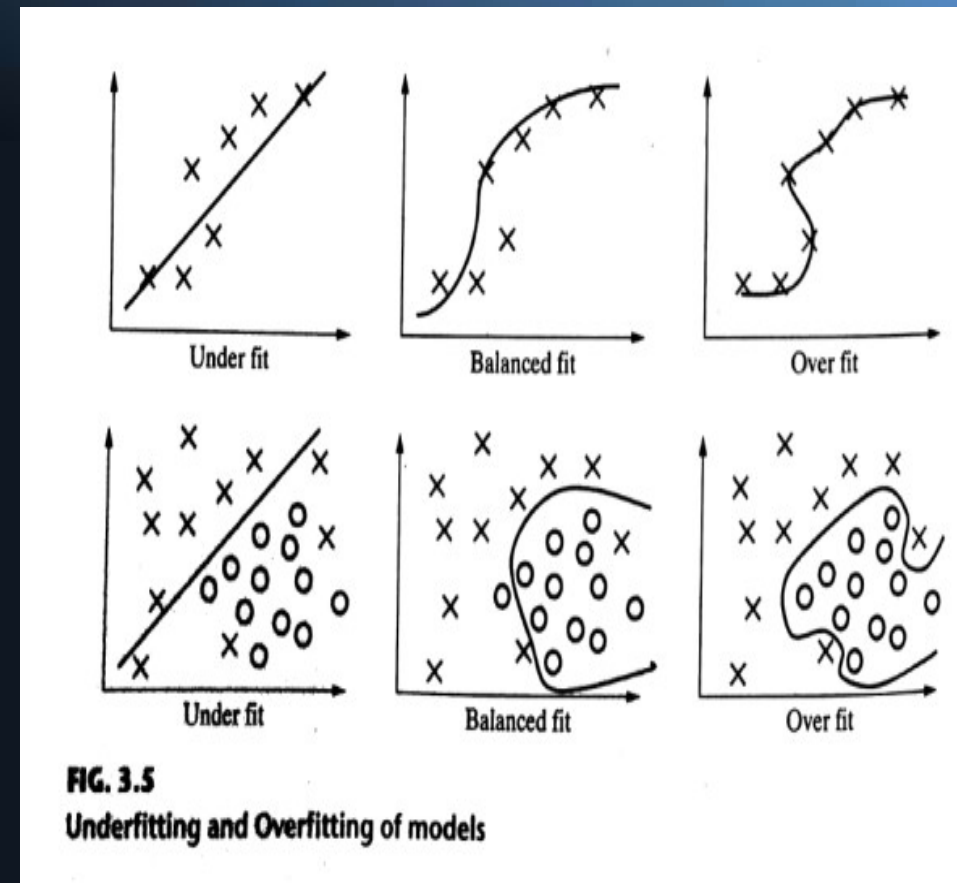 Under fit
Balanced fit
Over fit
Under fit
Balanced fit
Over fit
FIG. 3.5
Underfitting and Overfitting of models